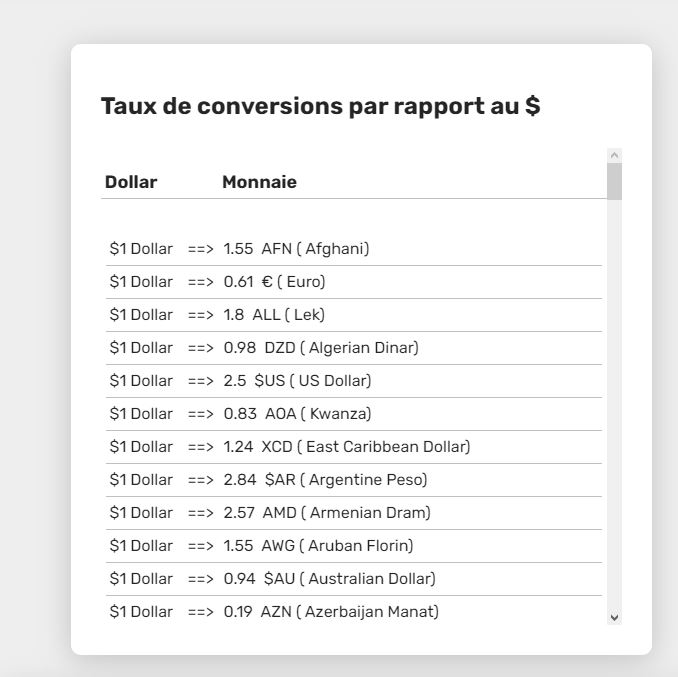 Taux de conversions par rapport au $
Dollar Monnaie
$1 Dollar ==> 1.55 AFN ( Afghani)
$1 Dollar ==> 0.61 € ( Euro)
$1 Dollar ==> 1.8 ALL ( Lek)
$1 Dollar ==> 0.98 DZD ( Algerian Dinar)
$1 Dollar ==> 2.5 $US ( US Dollar)
$1 Dollar ==> 0.83 AOA ( Kwanza)
$1 Dollar ==> 1.24 XCD ( East Caribbean Dollar)
$1 Dollar ==> 2.84 $AR ( Argentine Peso)
$1 Dollar ==> 2.57 AMD ( Armenian Dram)
$1 Dollar ==> 1.55 AWG ( Aruban Florin)
$1 Dollar ==> 0.94 $AU ( Australian Dollar)
$1 Dollar ==> 0.19 AZN ( Azerbaijan Manat)